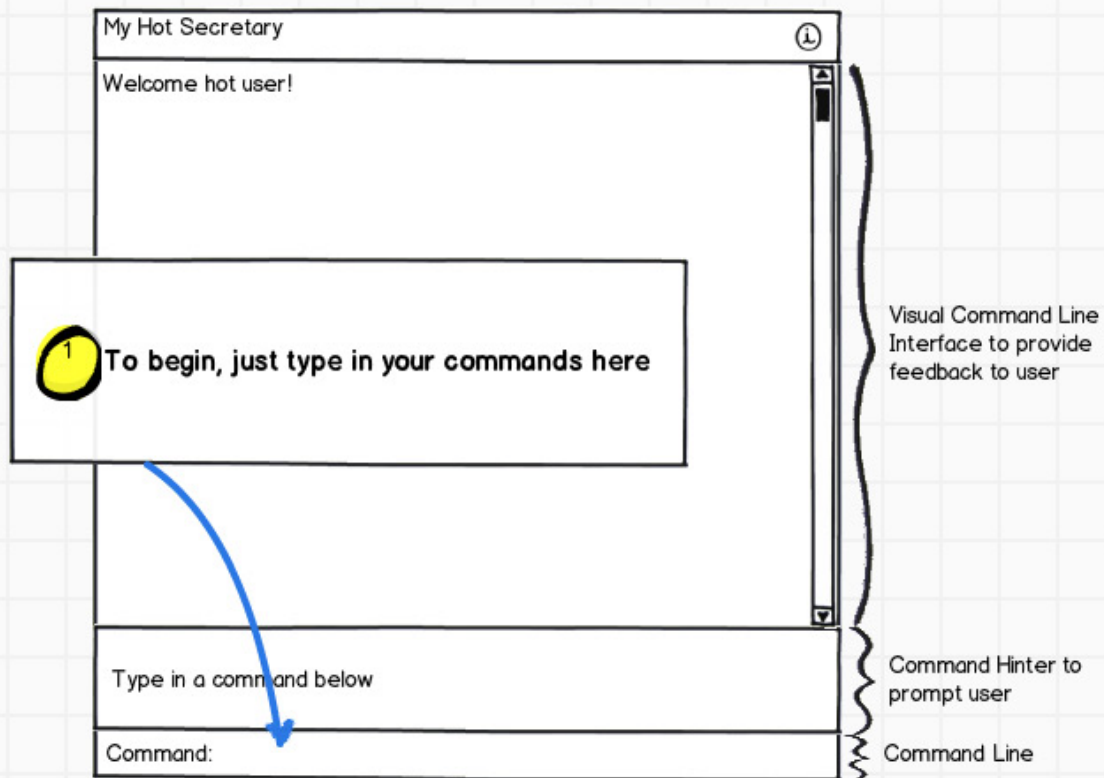 My Hot Secretary
i
Welcome hot user!
1
To begin, just type in your commands here
Visual Command Line
Interface to provide
feedback to user
Type in a command below
Command Hinter to
prompt user
Command:
Command Line